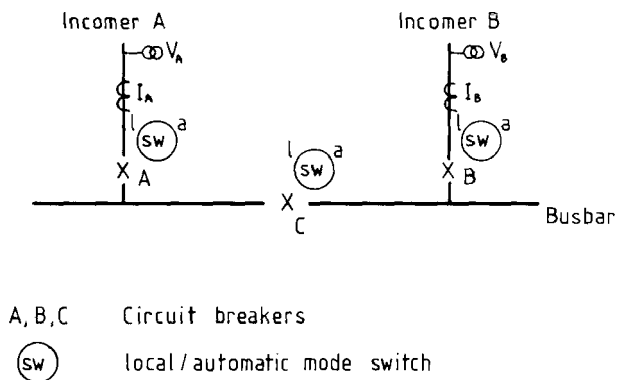 Incomer A
Incomer B
V_A
V_B
I_A
I_B
l sw a
l sw a
l sw a
A
B
C
Busbar
A, B, C Circuit breakers
sw local / automatic mode switch